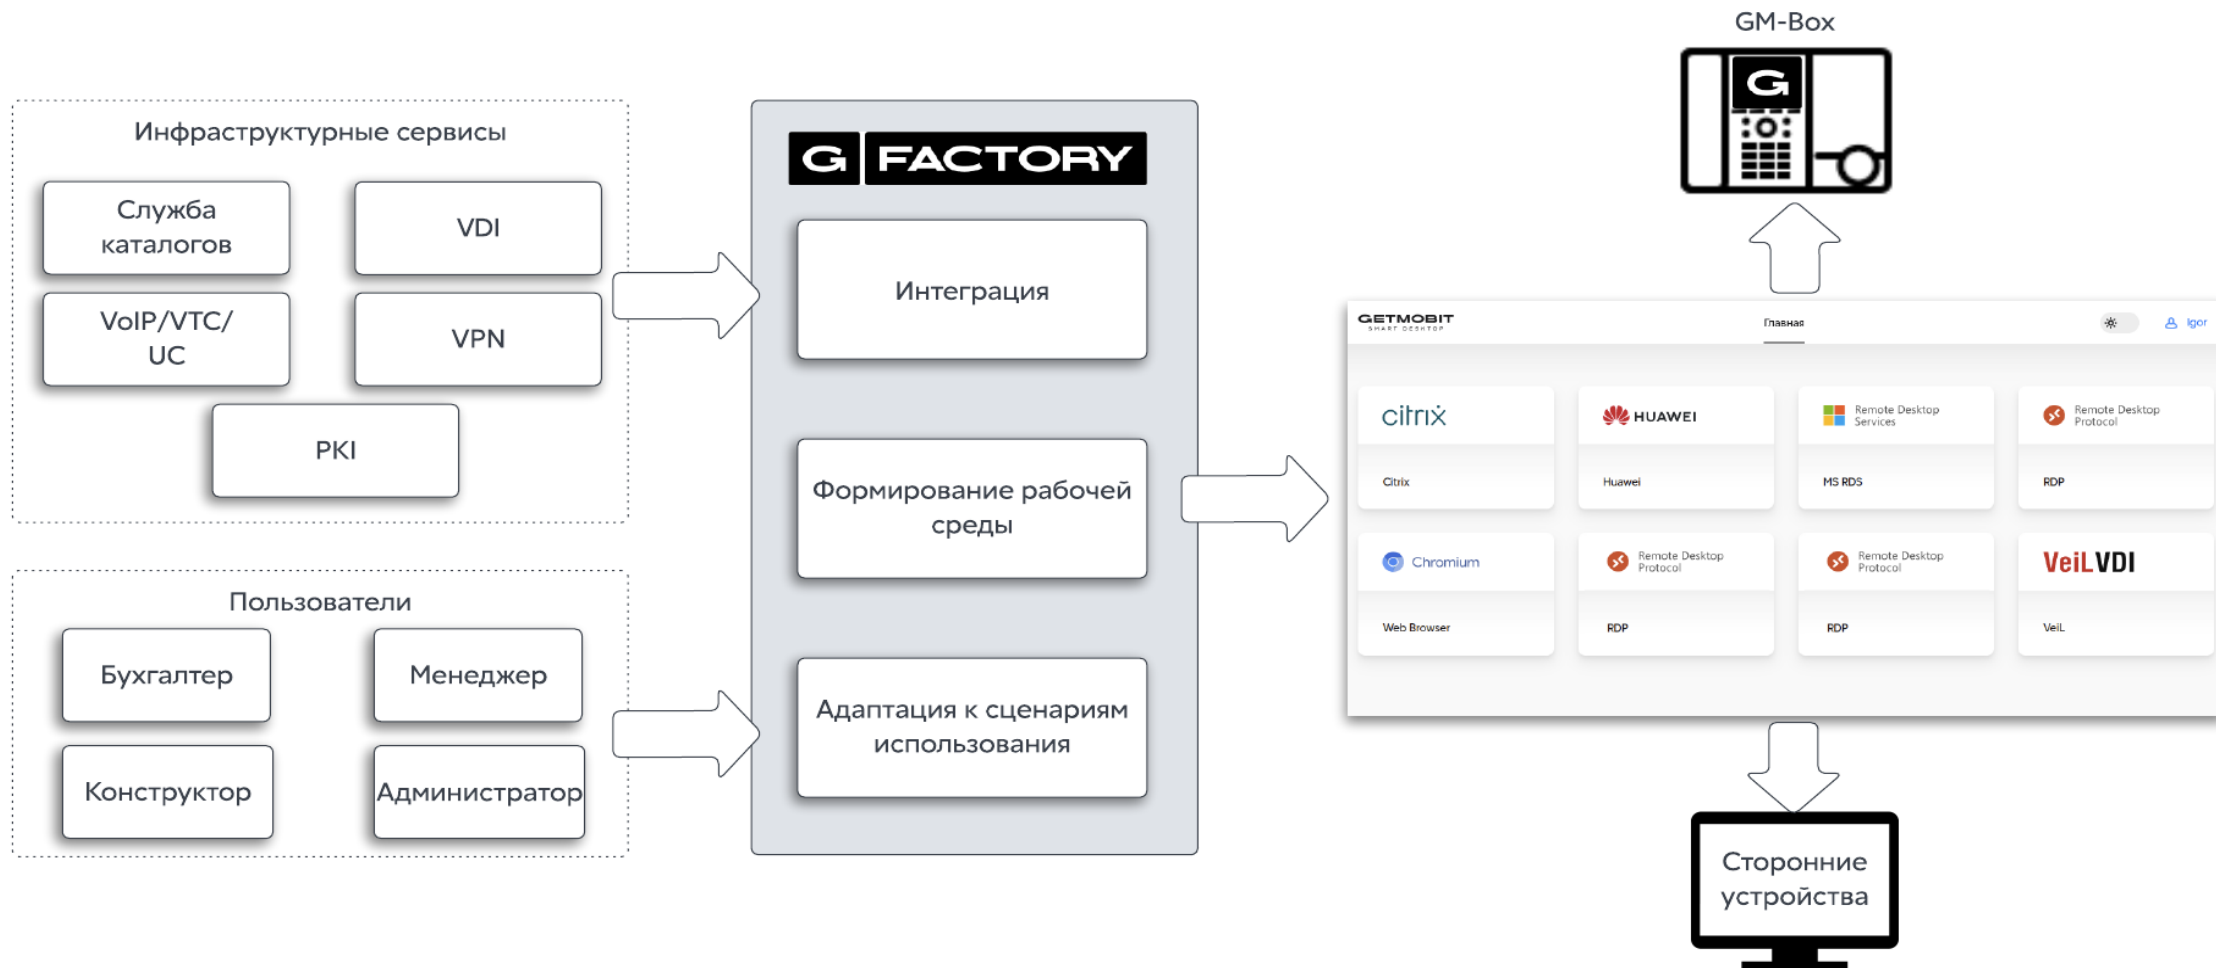 GM-Box
G
Инфраструктурные сервисы
Служба
каталогов
VDI
VoIP/VTC/
UC
VPN
PKI
Пользователи
Бухгалтер
Менеджер
Конструктор
Администратор
G FACTORY
Интеграция
Формирование рабочей
среды
Адаптация к сценариям
использования
GETMOBIT
SMART DESKTOP
Главная
Igor
citrix
Citrix
HUAWEI
Huawei
Remote Desktop
Services
MS RDS
Remote Desktop
Protocol
RDP
Chromium
Web Browser
Remote Desktop
Protocol
RDP
Remote Desktop
Protocol
RDP
VeiLVDI
VeiL
Сторонние
устройства